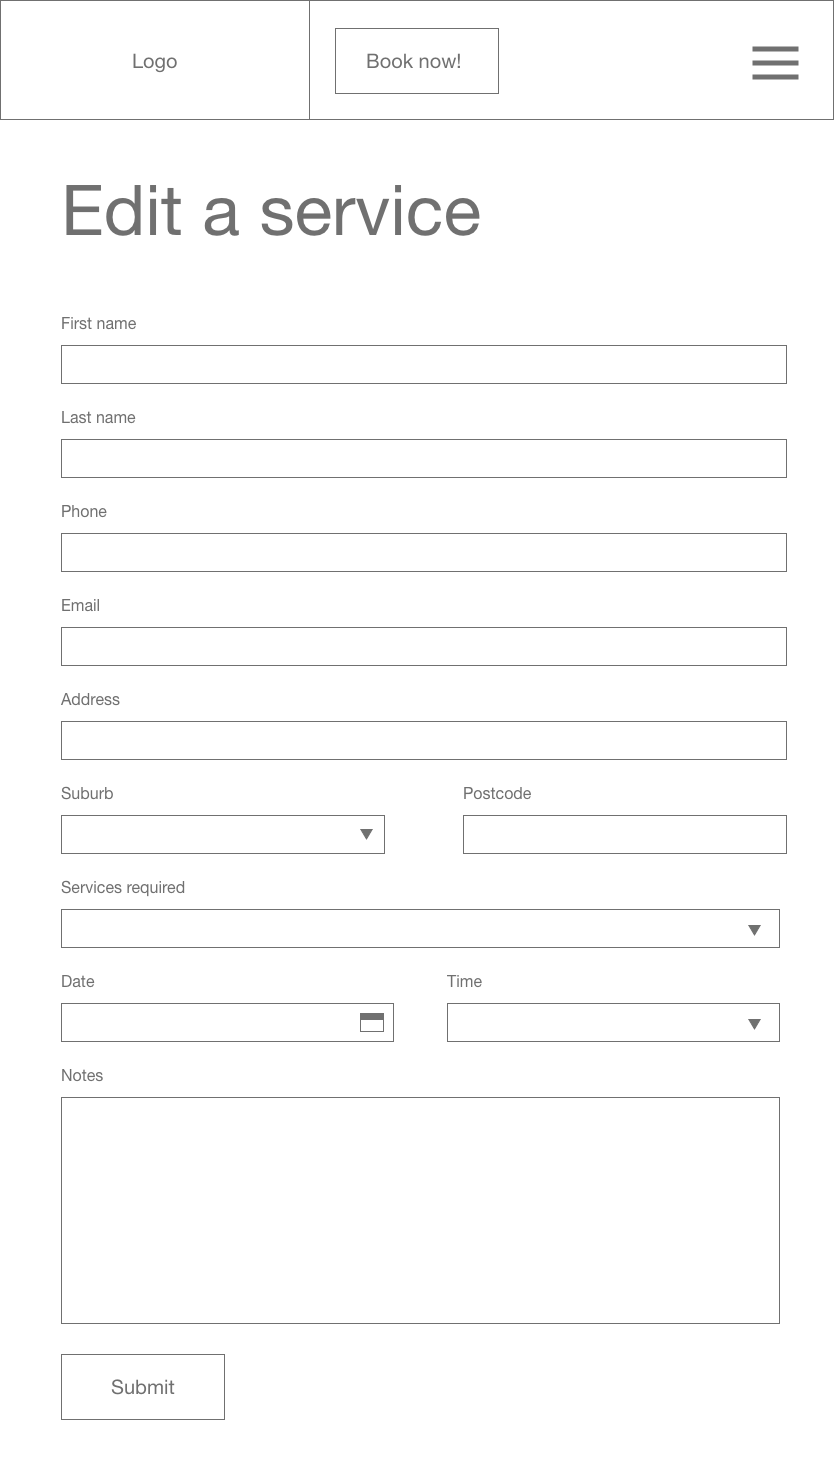 Logo
Book now!
Edit a service
First name
Last name
Phone
Email
Address
Suburb
Postcode
Services required
Date
Time
Notes
Submit